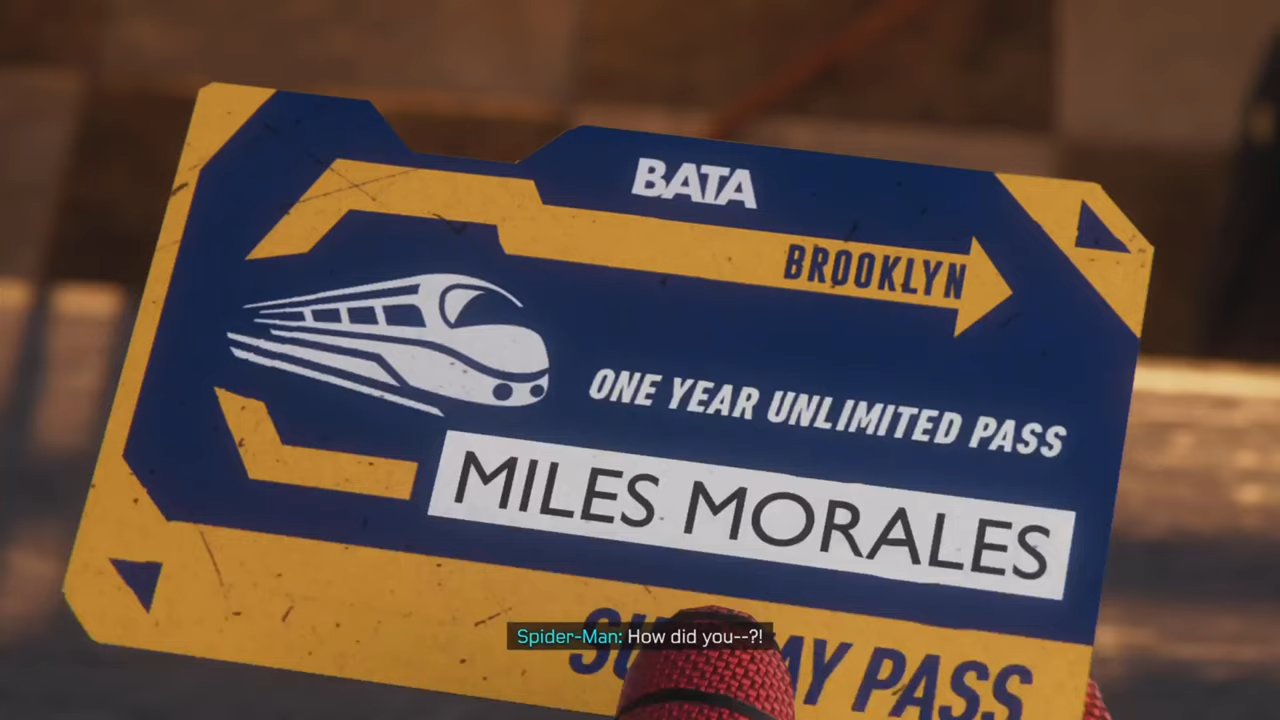 BATA
BROOKLYN
ONE YEAR UNLIMITED PASS
MILES MORALES
PASS
Spider-Man: How did you--?!